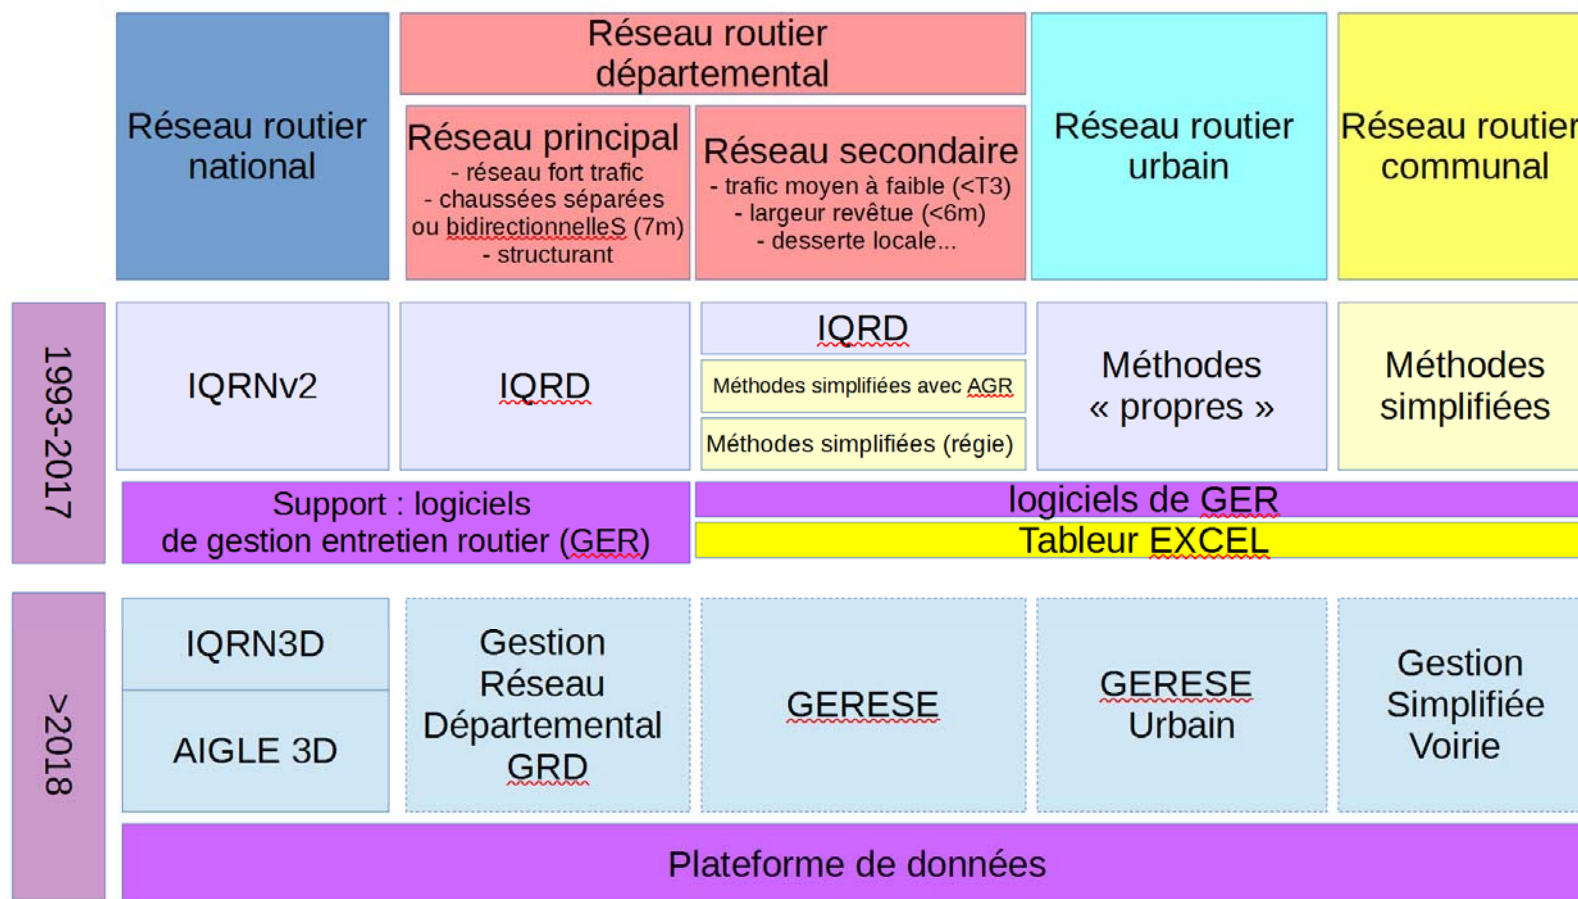 Réseau routier
national
Réseau routier
départemental
Réseau principal
- réseau fort trafic
- chaussées séparées
ou bidirectionnelleS (7m)
- structurant
Réseau secondaire
- trafic moyen à faible (<T3)
- largeur revêtue (<6m)
- desserte locale...
Réseau routier
urbain
Réseau routier
communal
1993-2017
IQRNv2
IQRD
IQRD
Méthodes simplifiées avec AGR
Méthodes simplifiées (régie)
Méthodes
« propres »
Méthodes
simplifiées
Support : logiciels
de gestion entretien routier (GER)
logiciels de GER
Tableur EXCEL
>2018
IQRN3D
AIGLE 3D
Gestion
Réseau
Départemental
GRD
GERESE
GERESE
Urbain
Gestion
Simplifiée
Voirie
Plateforme de données